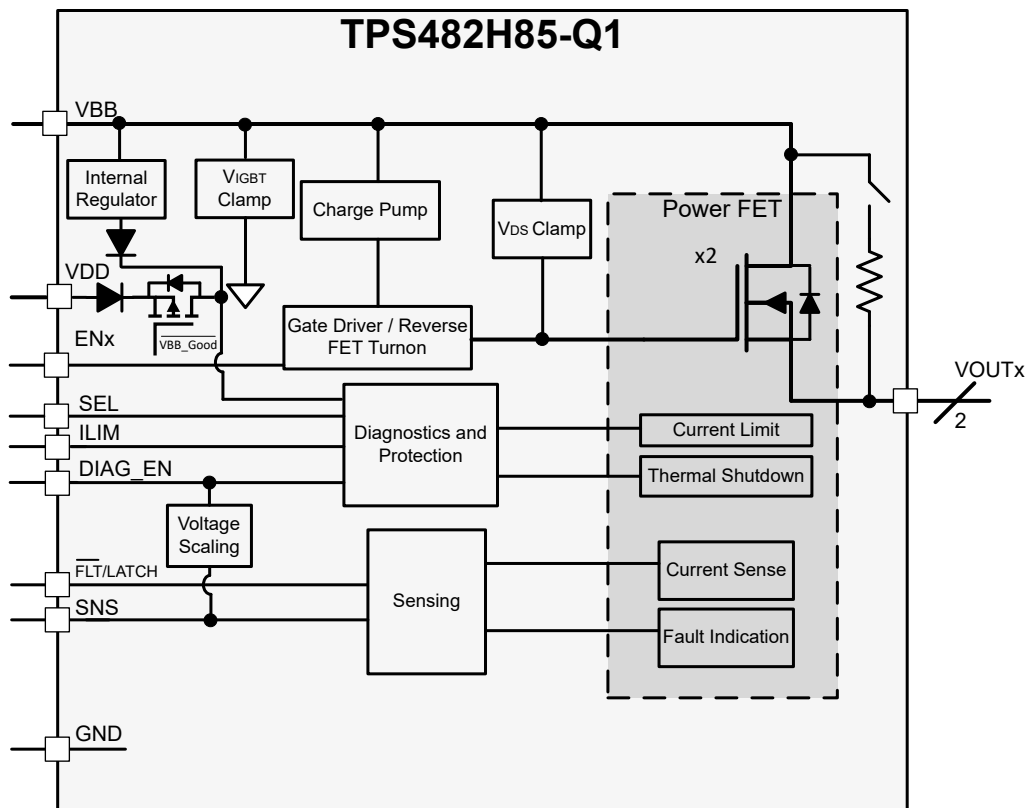 TPS482H85-Q1
VBB
Internal
Regulator
VIGBT
Clamp
Charge Pump
VDS Clamp
Power FET
x2
VDD
VBB_Good
ENx
Gate Driver / Reverse
FET Turnon
VOUTx
2
SEL
ILIM
DIAG_EN
Diagnostics and
Protection
Current Limit
Thermal Shutdown
Voltage
Scaling
FLT/LATCH
SNS
Sensing
Current Sense
Fault Indication
GND